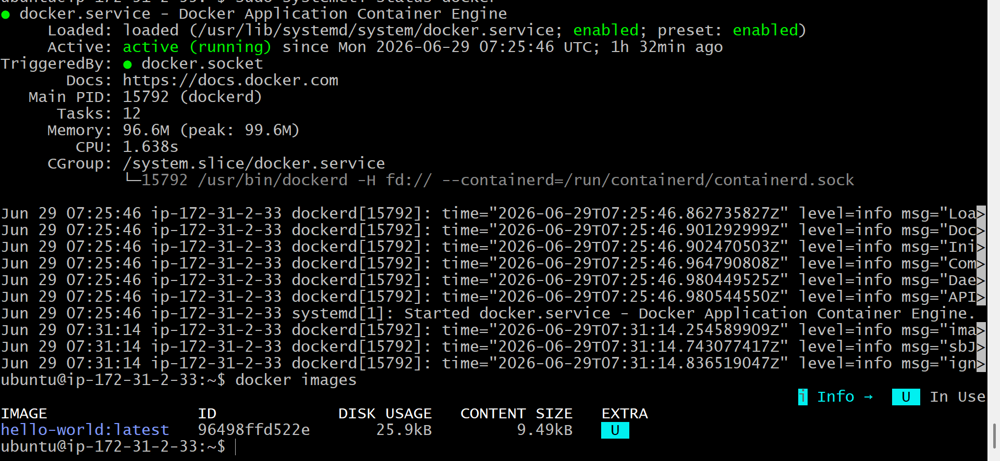 ubuntu@ip-172-31-2-33:~$ sudo systemctl status docker
● docker.service - Docker Application Container Engine
Loaded: loaded (/usr/lib/systemd/system/docker.service; enabled; preset: enabled)
Active: active (running) since Mon 2026-06-29 07:25:46 UTC; 1h 32min ago
TriggeredBy: ● docker.socket
Docs: https://docs.docker.com
Main PID: 15792 (dockerd)
Tasks: 12
Memory: 96.6M (peak: 99.6M)
CPU: 1.638s
CGroup: /system.slice/docker.service
└─15792 /usr/bin/dockerd -H fd:// --containerd=/run/containerd/containerd.sock
Jun 29 07:25:46 ip-172-31-2-33 dockerd[15792]: time="2026-06-29T07:25:46.862735827Z" level=info msg="Loa>
Jun 29 07:25:46 ip-172-31-2-33 dockerd[15792]: time="2026-06-29T07:25:46.901292999Z" level=info msg="Doc>
Jun 29 07:25:46 ip-172-31-2-33 dockerd[15792]: time="2026-06-29T07:25:46.902470503Z" level=info msg="Ini>
Jun 29 07:25:46 ip-172-31-2-33 dockerd[15792]: time="2026-06-29T07:25:46.964790808Z" level=info msg="Com>
Jun 29 07:25:46 ip-172-31-2-33 dockerd[15792]: time="2026-06-29T07:25:46.980449525Z" level=info msg="Dae>
Jun 29 07:25:46 ip-172-31-2-33 dockerd[15792]: time="2026-06-29T07:25:46.980544550Z" level=info msg="API>
Jun 29 07:25:46 ip-172-31-2-33 systemd[1]: Started docker.service - Docker Application Container Engine.
Jun 29 07:31:14 ip-172-31-2-33 dockerd[15792]: time="2026-06-29T07:31:14.254589909Z" level=info msg="ima>
Jun 29 07:31:14 ip-172-31-2-33 dockerd[15792]: time="2026-06-29T07:31:14.743077417Z" level=info msg="sbJ>
Jun 29 07:31:14 ip-172-31-2-33 dockerd[15792]: time="2026-06-29T07:31:14.836519047Z" level=info msg="ign>
ubuntu@ip-172-31-2-33:~$ docker images
i Info → U In Use
IMAGE ID DISK USAGE CONTENT SIZE EXTRA
hello-world:latest 96498ffd522e 25.9kB 9.49kB U
ubuntu@ip-172-31-2-33:~$